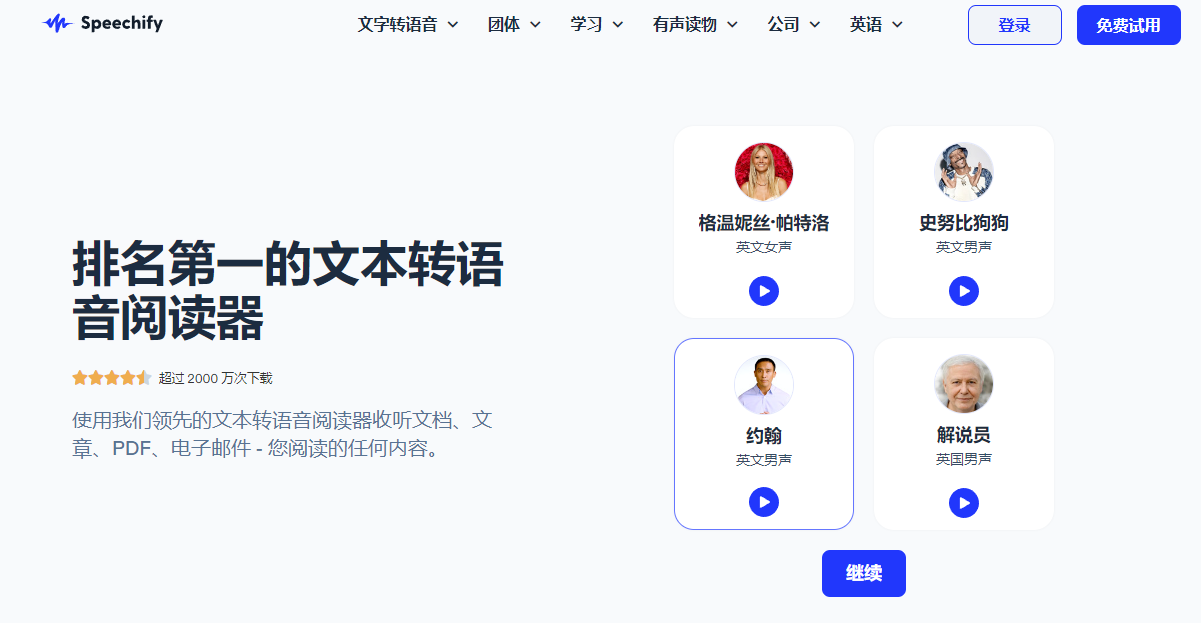 Speechify
文字转语音
团体
学习
有声读物
公司
英语
登录
免费试用
排名第一的文本转语
音阅读器
超过 2000 万次下载
使用我们领先的文本转语音阅读器收听文档、文
章、PDF、电子邮件 - 您阅读的任何内容。
格温妮丝·帕特洛
英文女声
史努比狗狗
英文男声
约翰
英文男声
解说员
英国男声
继续